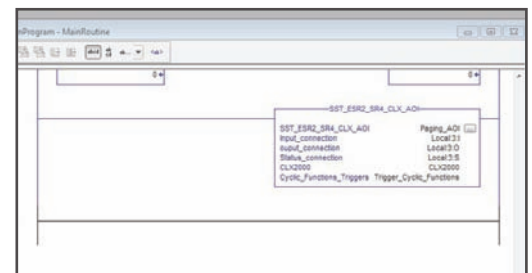 nProgram - MainRoutine
0
0
SST_ESR2_SR4_CLX_AOI
SST_ESR2_SR4_CLX_AOI Paging_AOI ...
Input_connection Local:3:I
ouput_connection Local:3:O
Status_connection Local:3:S
CLX2000 CLX2000
Cyclic_Functions_Triggers Trigger_Cyclic_Functions